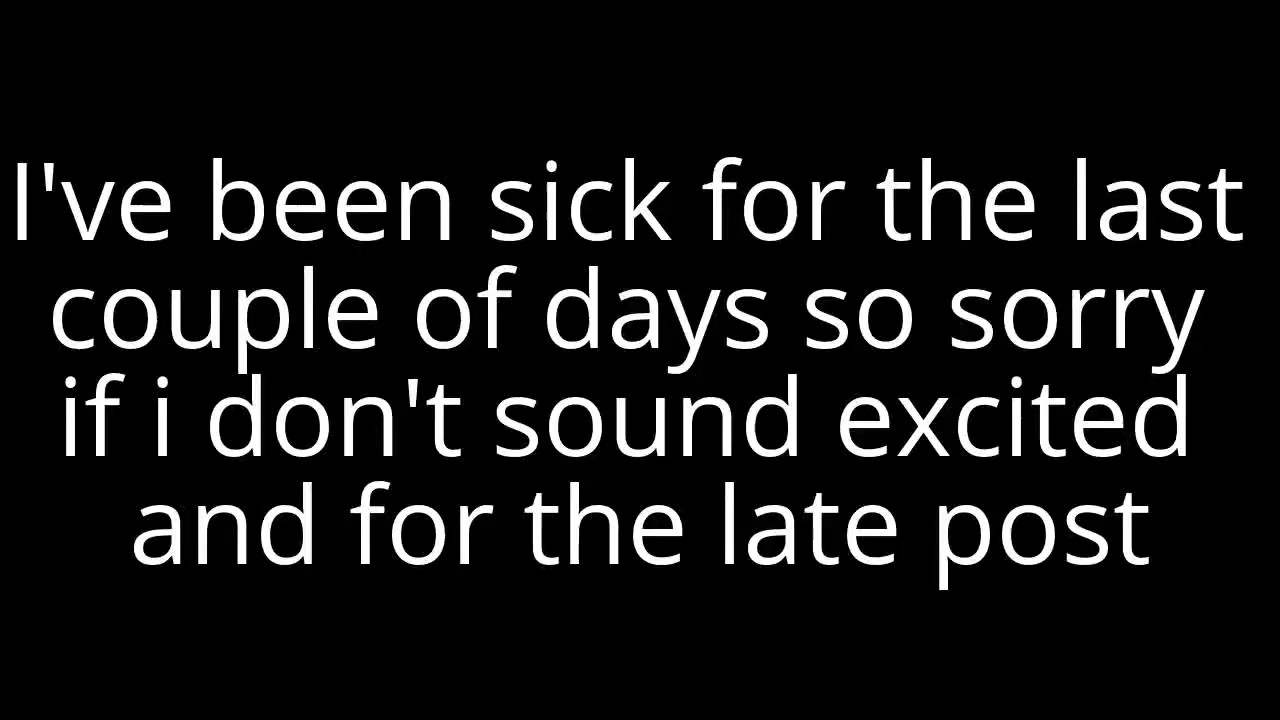 I've been sick for the last
couple of days so sorry
if i don't sound excited
and for the late post